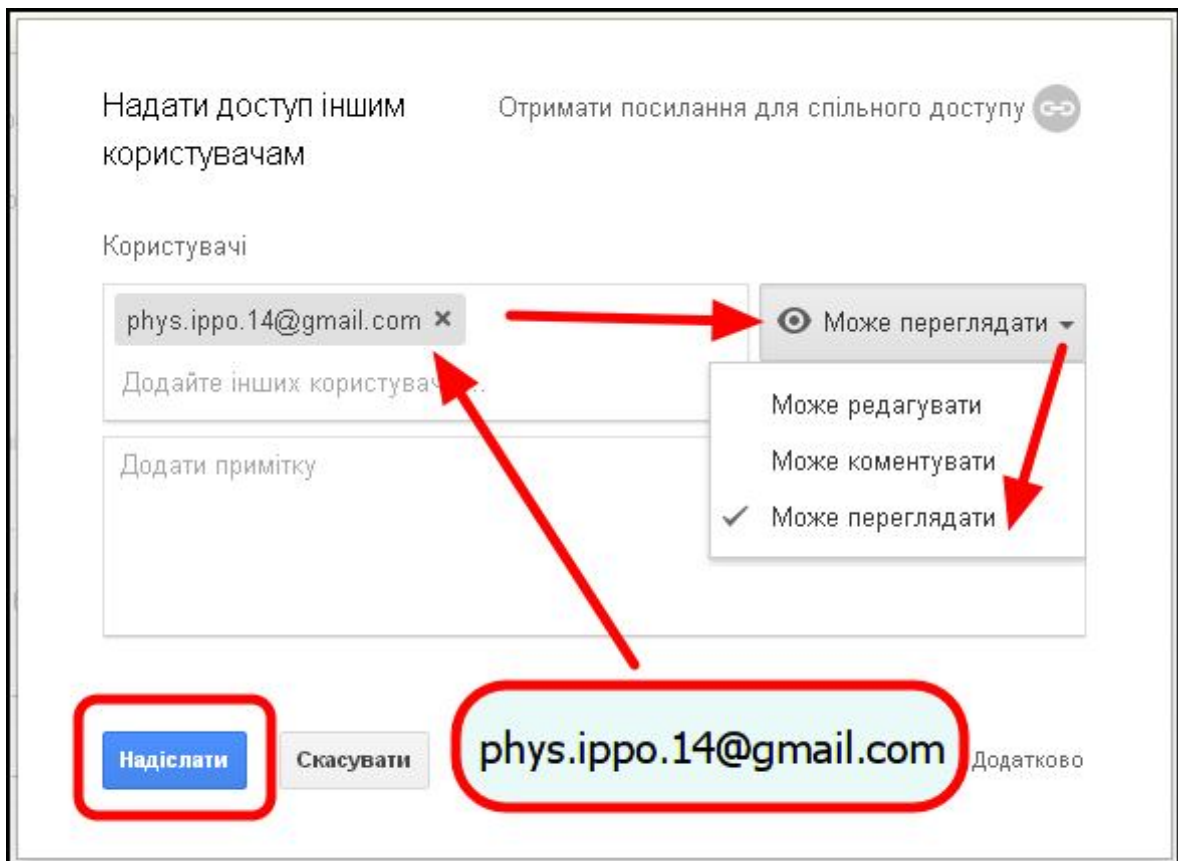 Надати доступ іншим
користувачам
Отримати посилання для спільного доступу
Користувачі
phys.ippo.14@gmail.com ×
Може переглядати
Додайте інших користувач
Може редагувати
Може коментувати
Може переглядати
Додати примітку
Надіслати
Скасувати
phys.ippo.14@gmail.com
Додатково